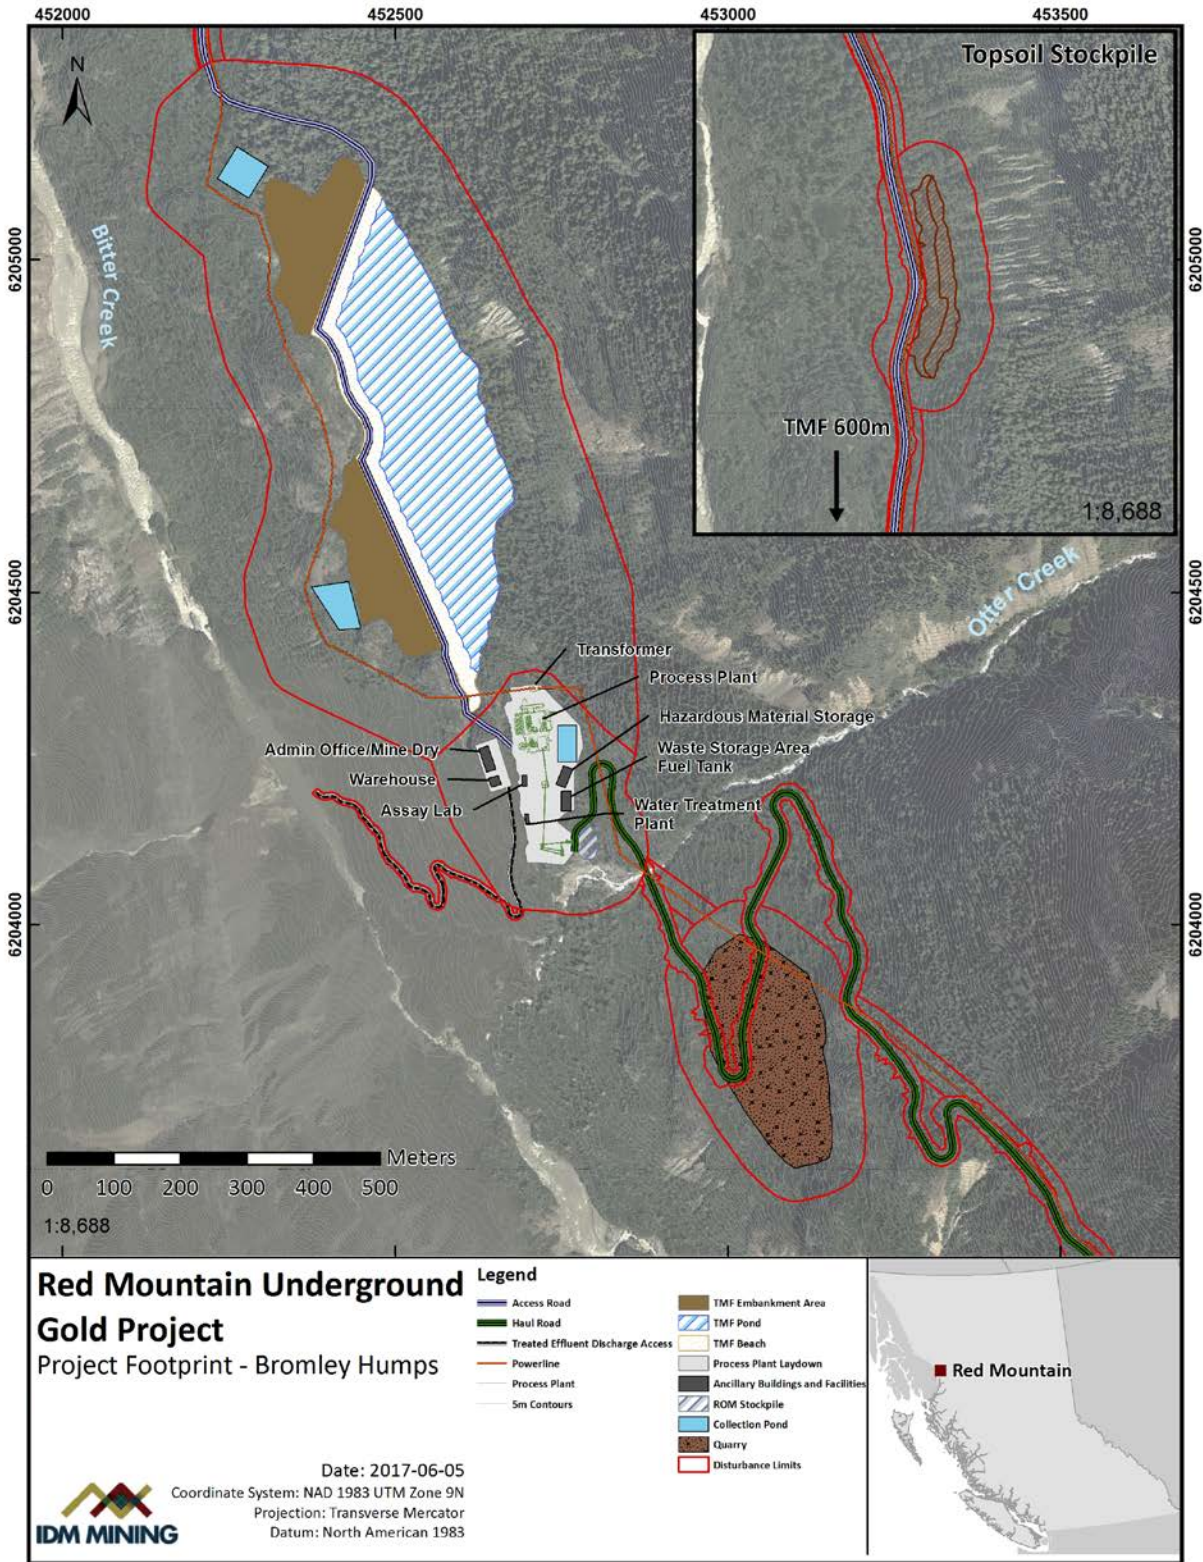 452000
452500
453000
453500
N
Topsoil Stockpile
Bitter Creek
6205000
6205000
TMF 600m
1:8,688
6204500
6204500
Otter Creek
Transformer
Process Plant
Hazardous Material Storage
Admin Office/Mine Dry
Waste Storage Area
Fuel Tank
Warehouse
Assay Lab
Water Treatment
Plant
6204000
6204000
Meters
0 100 200 300 400 500
1:8,688
Red Mountain Underground
Gold Project
Project Footprint - Bromley Humps
Legend
Access Road
Haul Road
Treated Effluent Discharge Access
Powerline
Process Plant
5m Contours
TMF Embankment Area
TMF Pond
TMF Beach
Process Plant Laydown
Ancillary Buildings and Facilities
ROM Stockpile
Collection Pond
Quarry
Disturbance Limits
Red Mountain
Date: 2017-06-05
Coordinate System: NAD 1983 UTM Zone 9N
Projection: Transverse Mercator
Datum: North American 1983
IDM MINING